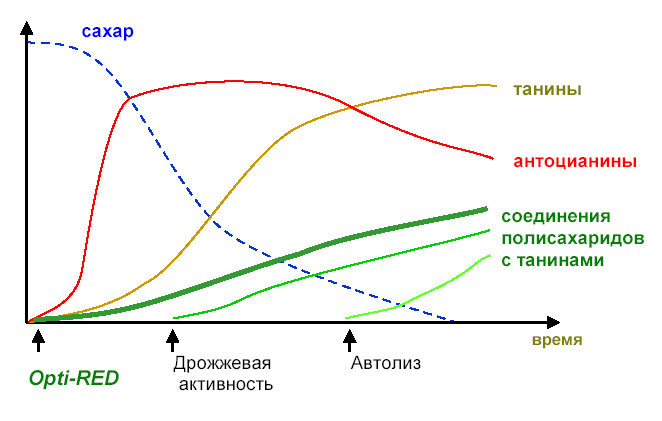 сахар
танины
антоцианины
соединения
полисахаридов
с танинами
время
Opti-RED
Дрожжевая
активность
Автолиз